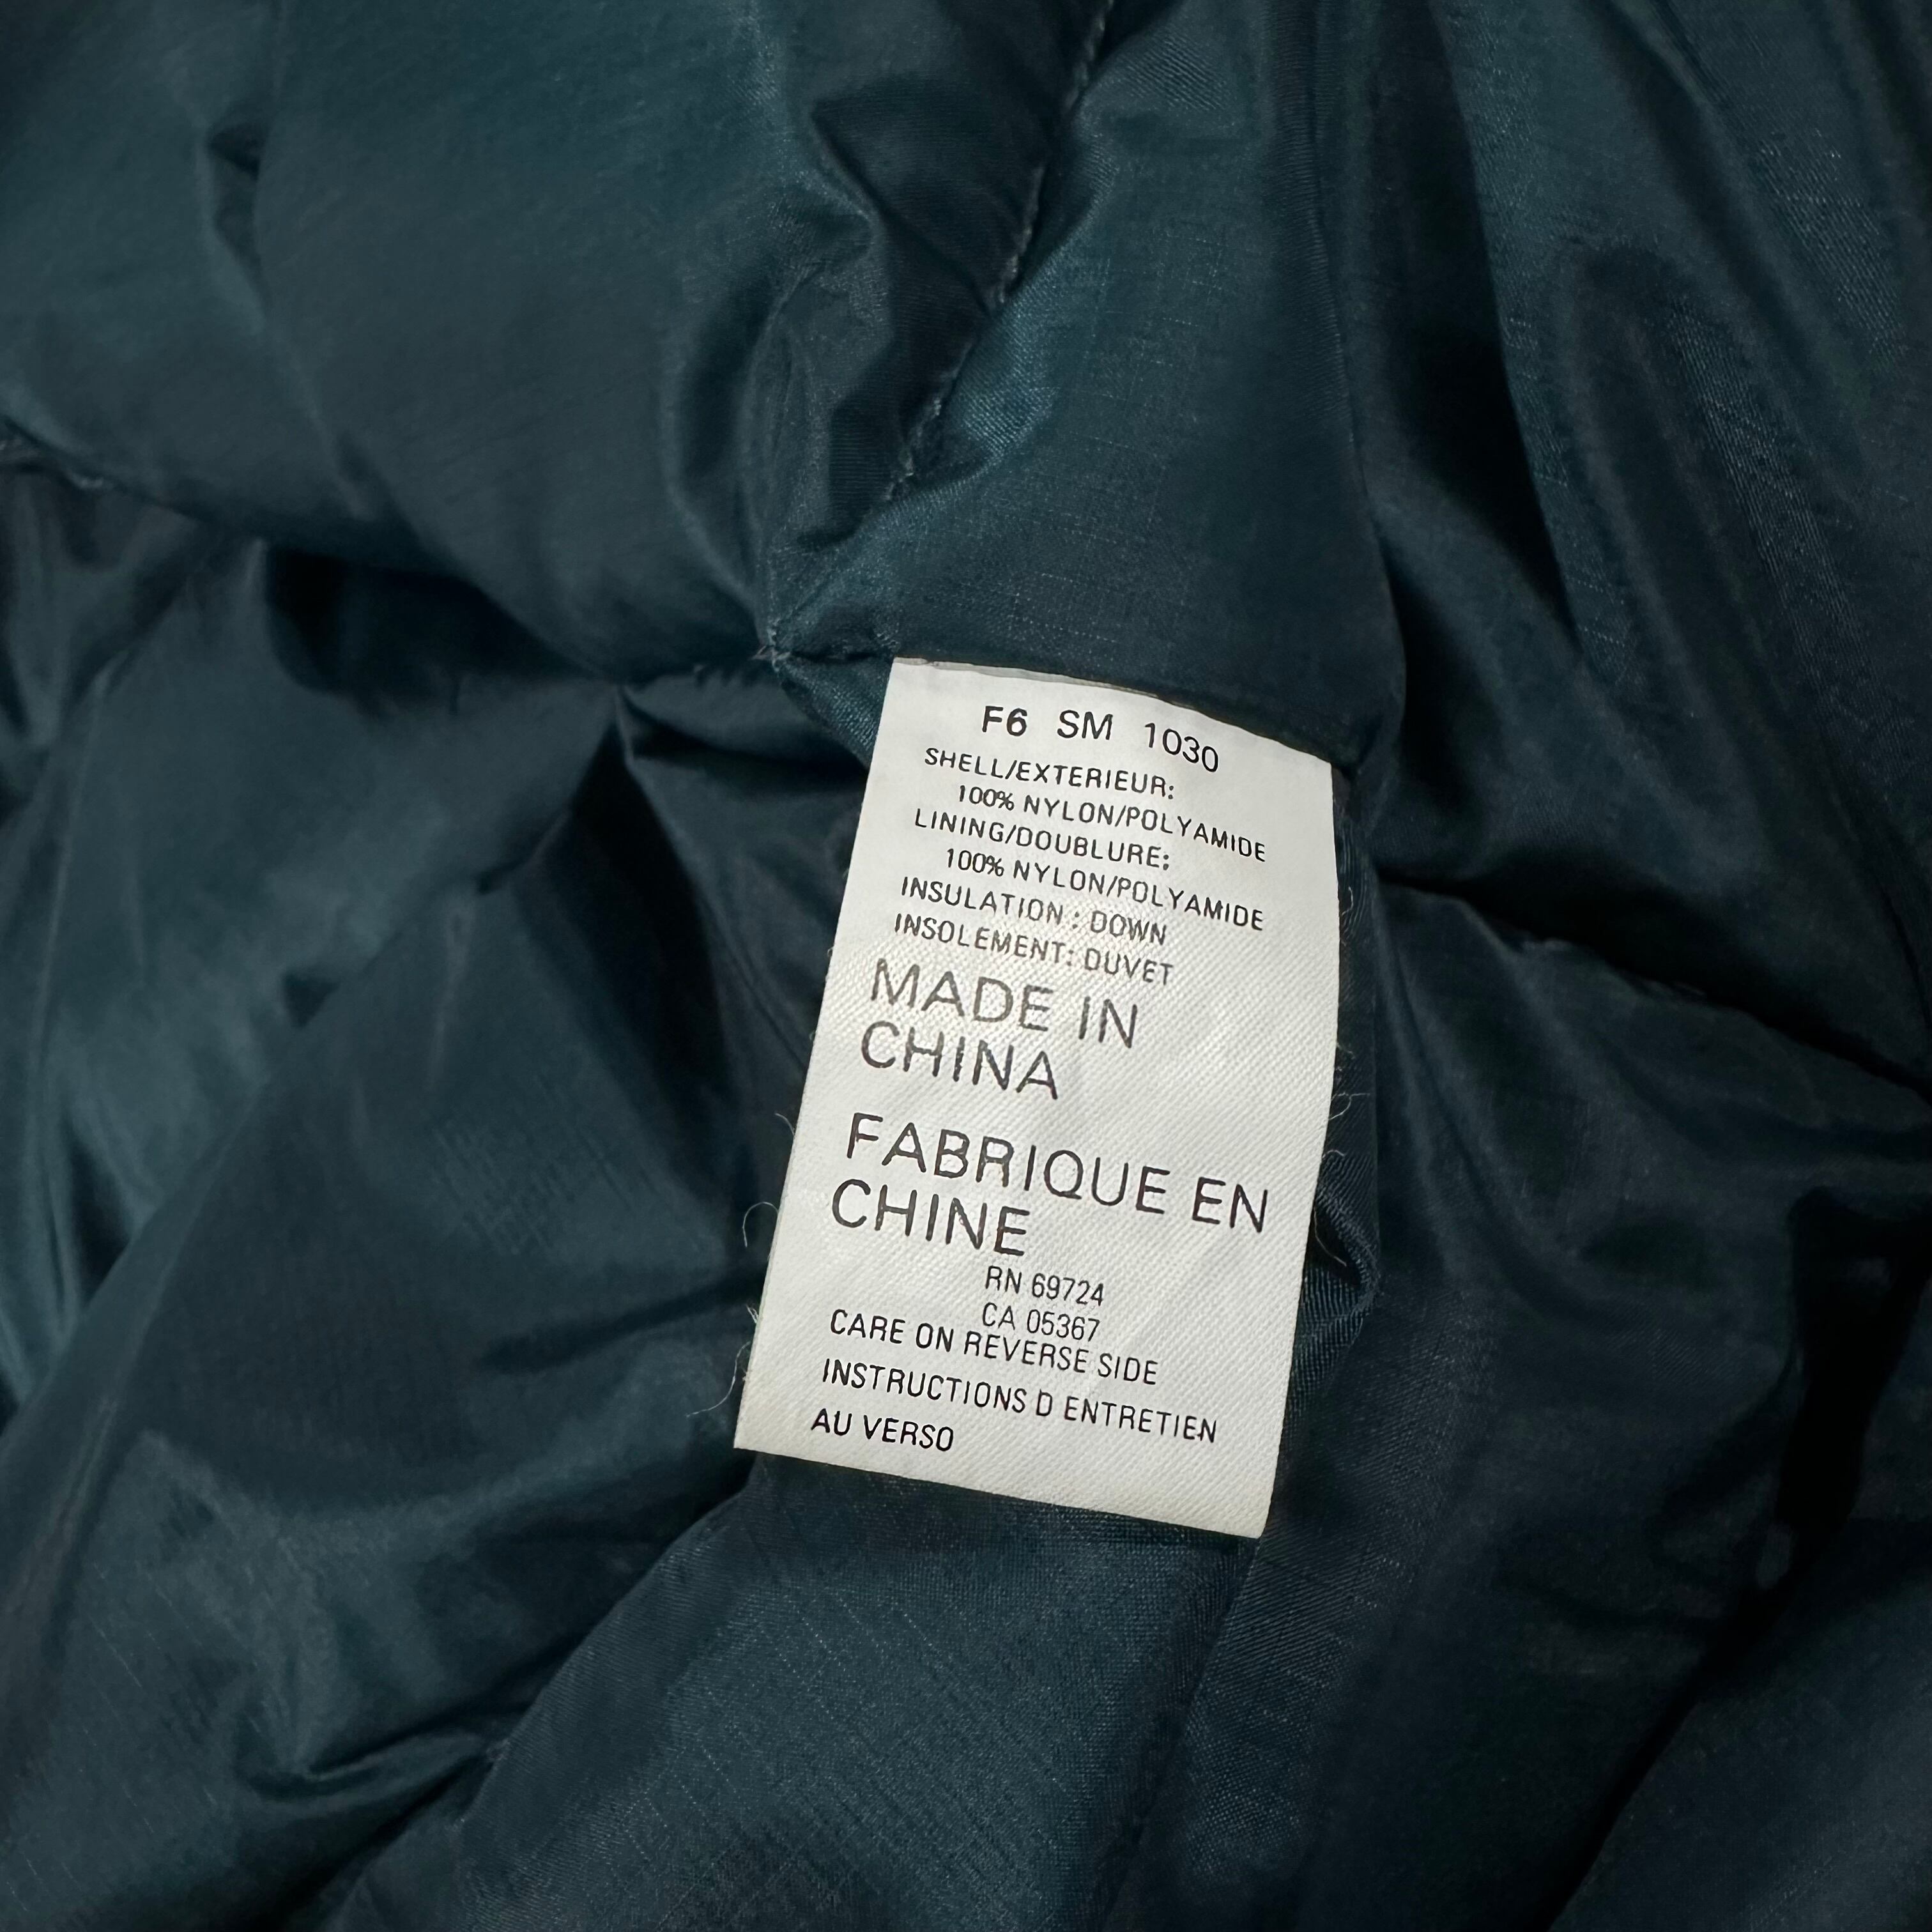 F6 SM 1030
SHELL/EXTERIEUR:
100% NYLON/POLYAMIDE
LINING/DOUBLURE:
100% NYLON/POLYAMIDE
INSULATION: DOWN
INSOLEMENT: DUVET
MADE IN
CHINA
FABRIQUE EN
CHINE
RN 69724
CA 05367
CARE ON REVERSE SIDE
INSTRUCTIONS D ENTRETIEN
AU VERSO